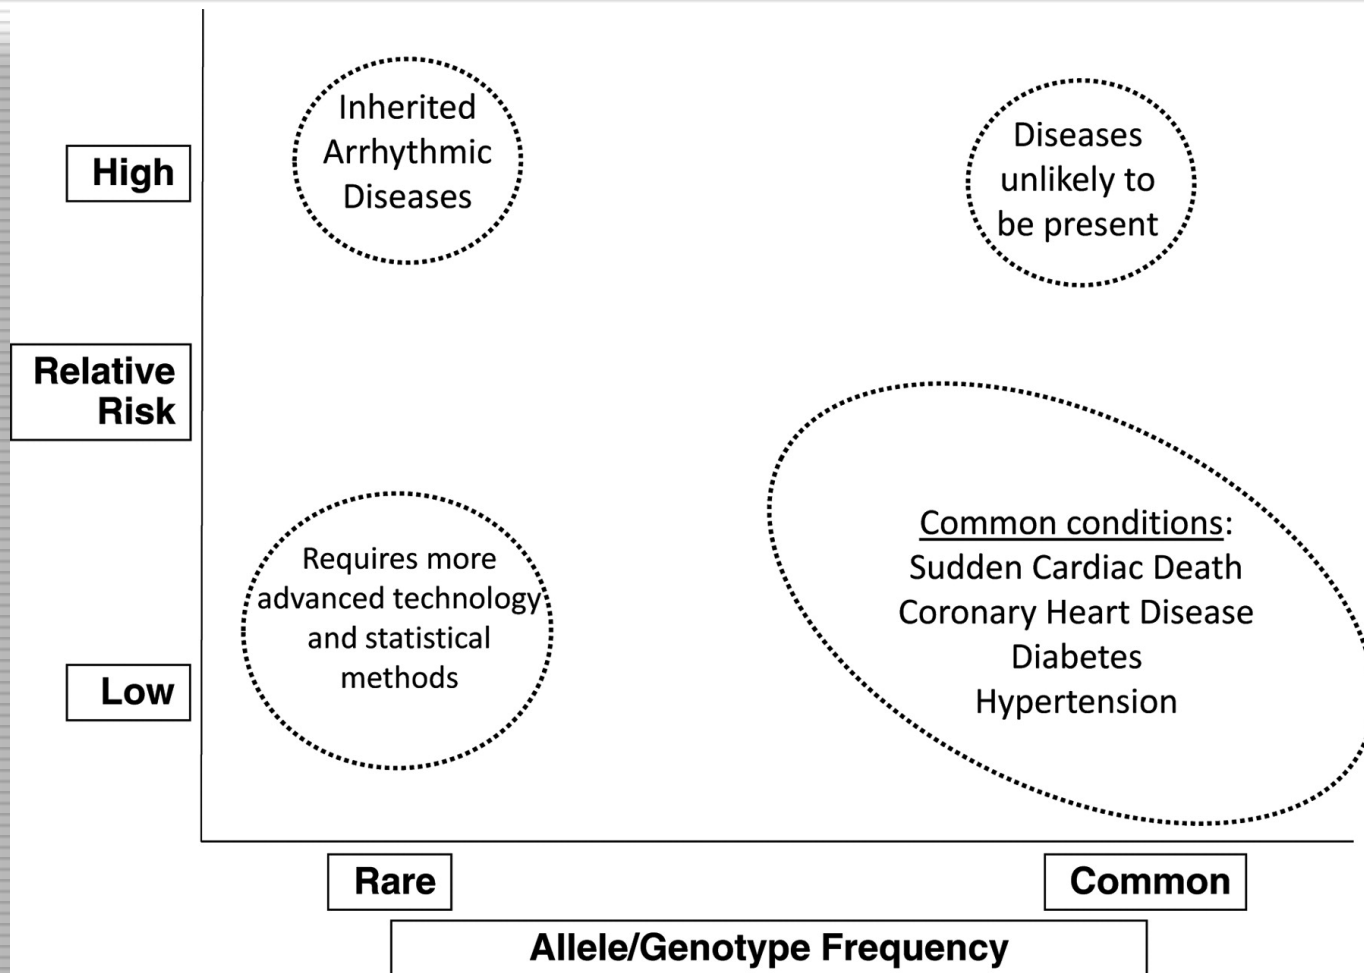 Inherited
Arrhythmic
Diseases
Diseases
unlikely to
be present
High
Relative
Risk
Requires more
advanced technology
and statistical
methods
Common conditions:
Sudden Cardiac Death
Coronary Heart Disease
Diabetes
Hypertension
Low
Rare
Common
Allele/Genotype Frequency